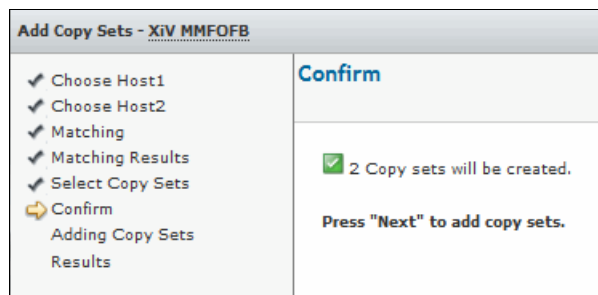 Add Copy Sets - XiV MMFOFB
Choose Host1
Choose Host2
Matching
Matching Results
Select Copy Sets
Confirm
Adding Copy Sets
Results
Confirm
2 Copy sets will be created.
Press "Next" to add copy sets.